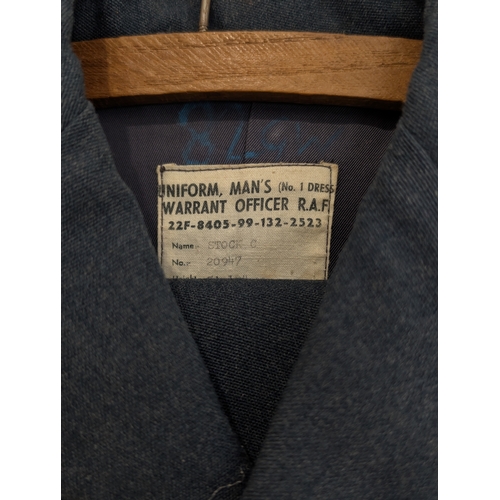 UNIFORM, MAN'S (No. 1 DRESS
WARRANT OFFICER R.A.F
22F-8405-99-132-2523
Name. STOCK C
No. 20947